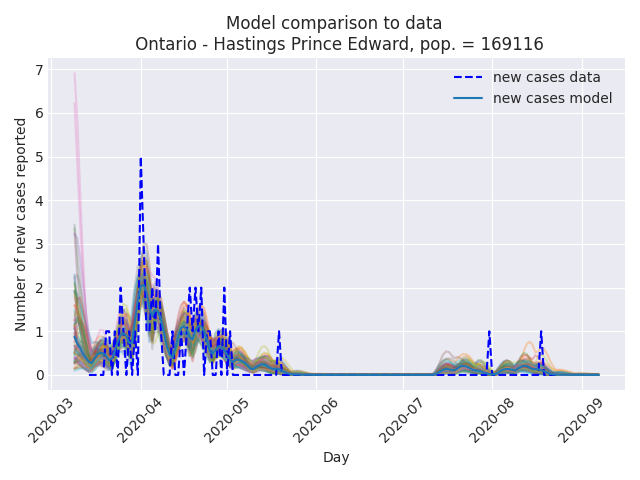 Model comparison to data
Ontario - Hastings Prince Edward, pop. = 169116
new cases data
new cases model
Number of new cases reported
7
6
5
4
3
2
1
0
2020-03
2020-04
2020-05
2020-06
2020-07
2020-08
2020-09
Day